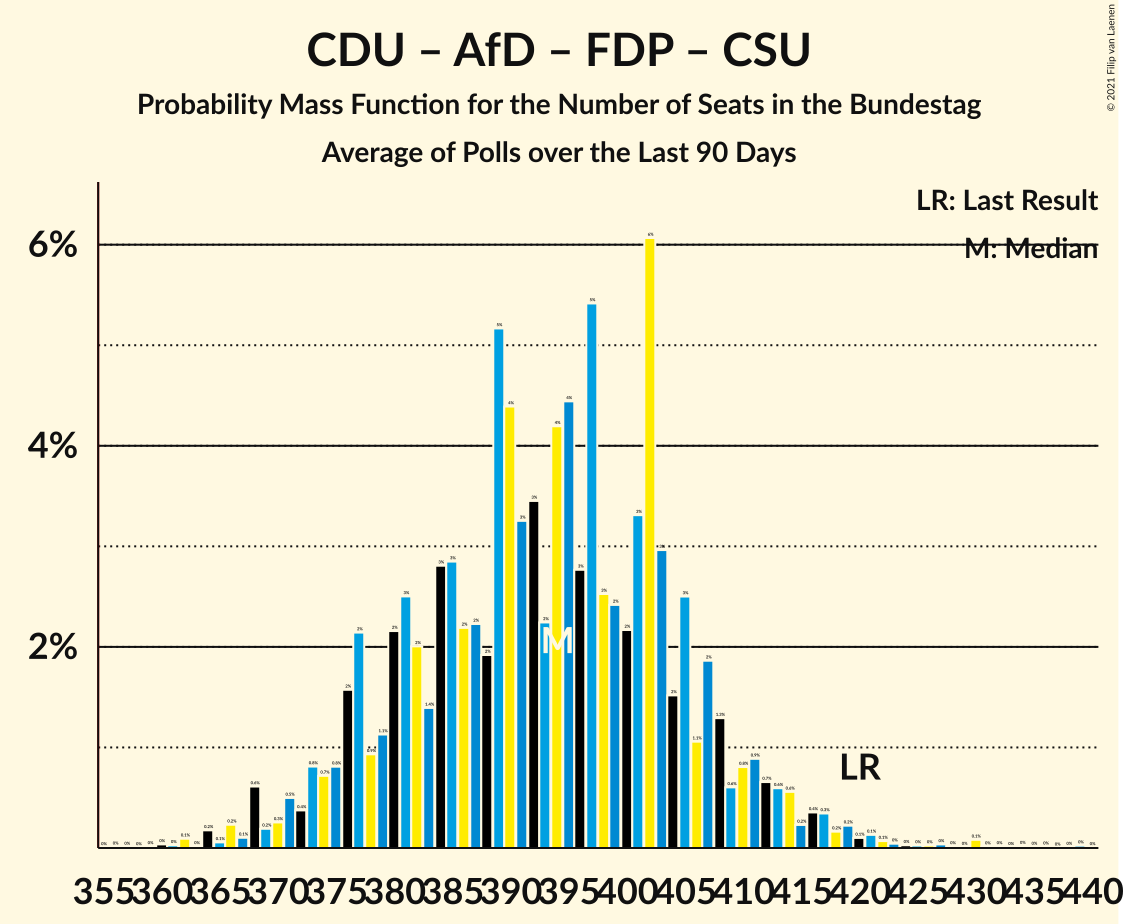 CDU – AfD – FDP – CSU
Probability Mass Function for the Number of Seats in the Bundestag
Average of Polls over the Last 90 Days
© 2021 Filip van Laenen
LR: Last Result
M: Median
6%
4%
2%
M
LR
355 360 365 370 375 380 385 390 395 400 405 410 415 420 425 430 435 440